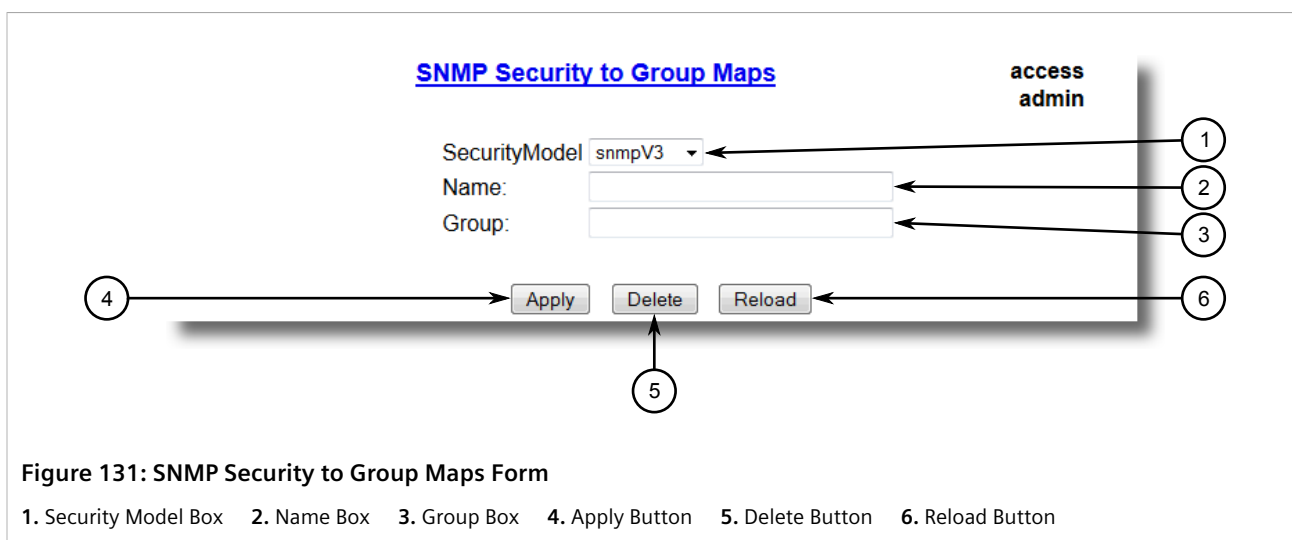 SNMP Security to Group Maps
access
admin
SecurityModel snmpV3
1
Name:
2
Group:
3
4
Apply Delete Reload
6
5
Figure 131: SNMP Security to Group Maps Form
1. Security Model Box 2. Name Box 3. Group Box 4. Apply Button 5. Delete Button 6. Reload Button